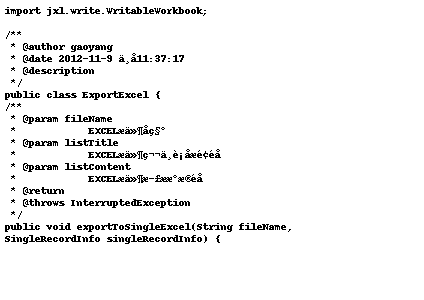 import jxl.write.WritableWorkbook;
/**
* @author gaoyang
* @date 2012-11-9 ä¸å11:37:17
* @description
*/
public class ExportExcel {
/**
* @param fileName
* EXCELæä»¶åç§°
* @param listTitle
* EXCELæä»¶ç¬¬ä¸è¡åæé¢éå
* @param listContent
* EXCELæä»¶æ­£ææ°æ®éå
* @return
* @throws InterruptedException
*/
public void exportToSingleExcel(String fileName,
SingleRecordInfo singleRecordInfo) {